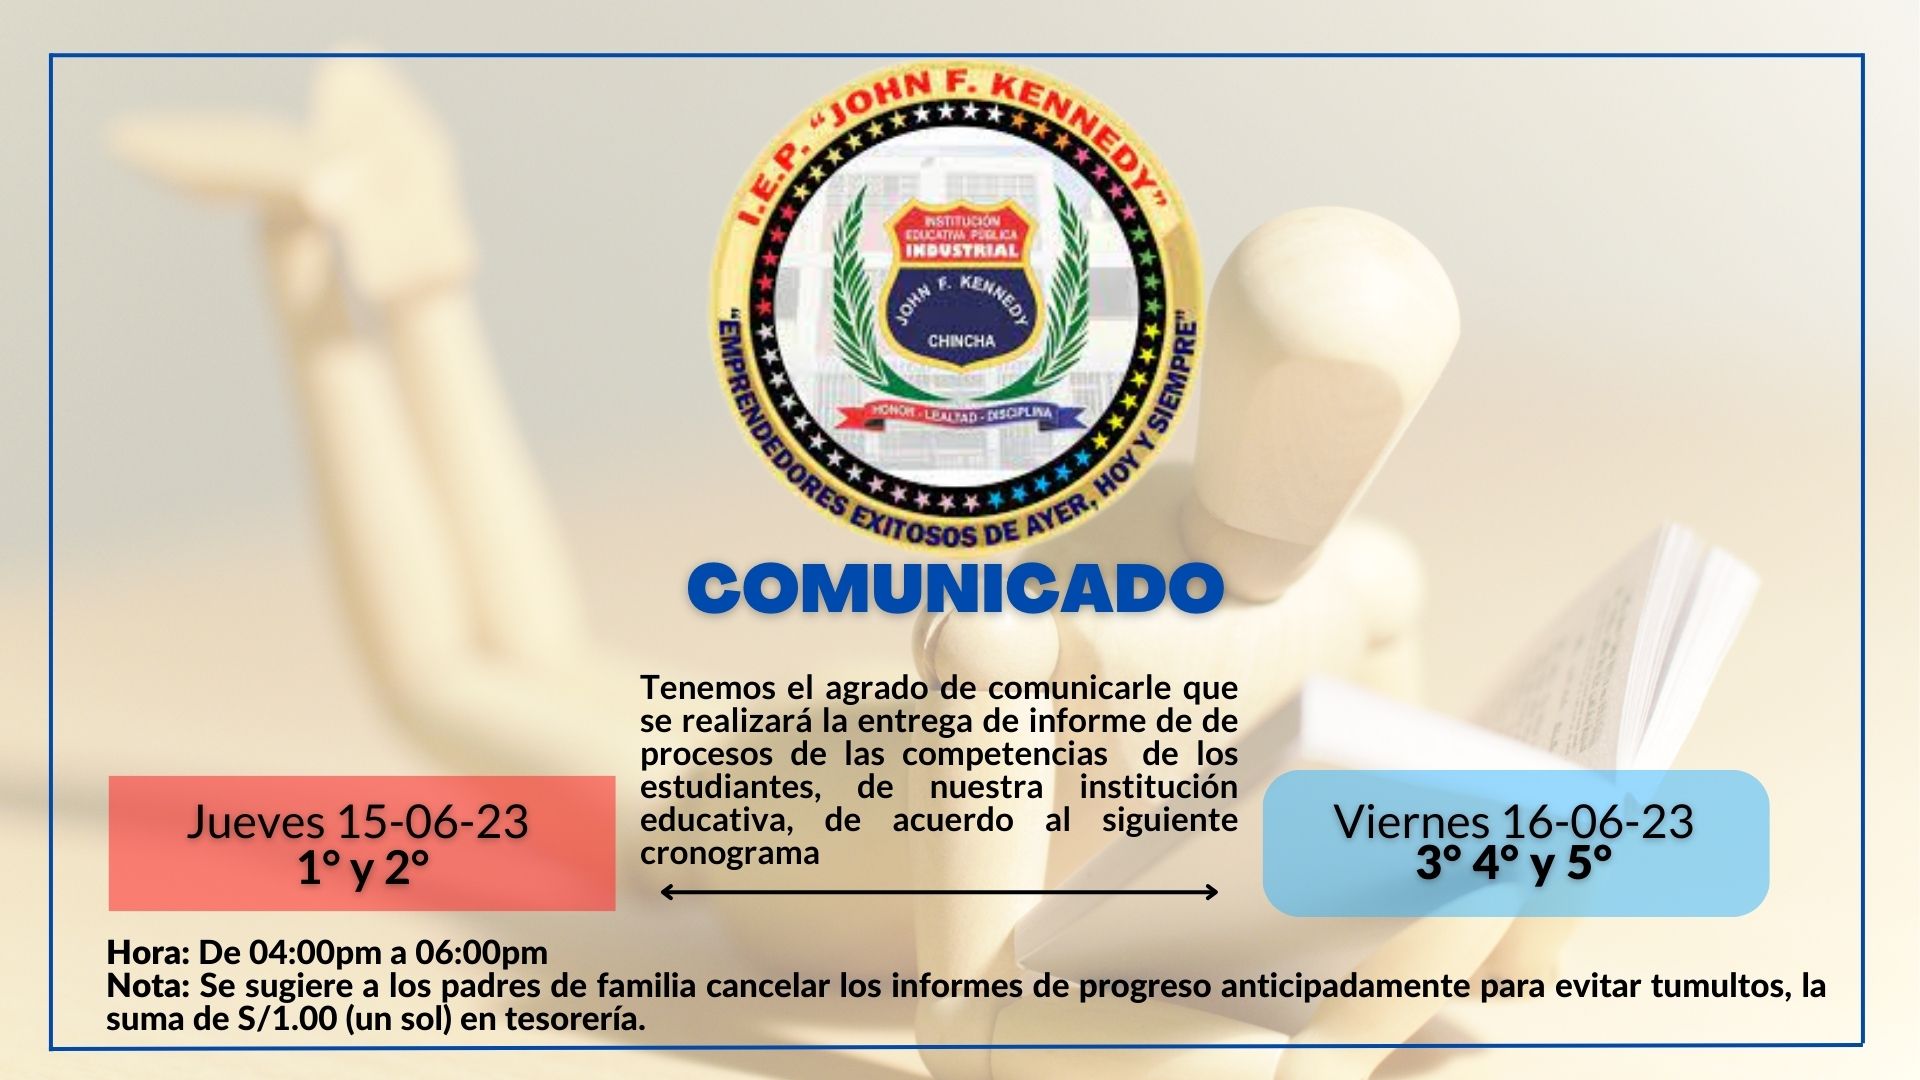 I.E.P. "JOHN F. KENNEDY"
INSTITUCIÓN
EDUCATIVA PÚBLICA
INDUSTRIAL
JOHN F. KENNEDY
CHINCHA
HONOR - LEALTAD - DISCIPLINA
"EMPRENDEDORES EXITOSOS DE AYER, HOY Y SIEMPRE"
COMUNICADO
Tenemos el agrado de comunicarle que
se realizará la entrega de informe de de
procesos de las competencias de los
estudiantes, de nuestra institución
educativa, de acuerdo al siguiente
cronograma
Jueves 15-06-23
1° y 2°
Viernes 16-06-23
3° 4° y 5°
Hora: De 04:00pm a 06:00pm
Nota: Se sugiere a los padres de familia cancelar los informes de progreso anticipadamente para evitar tumultos, la
suma de S/1.00 (un sol) en tesorería.